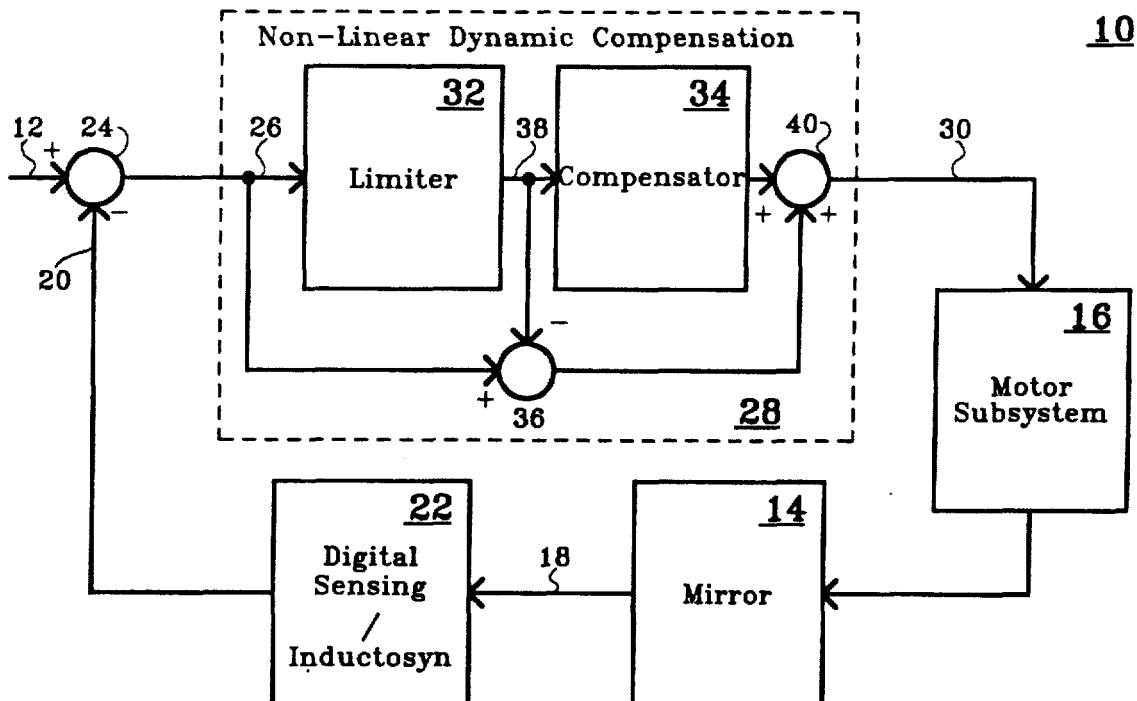 10
Non-Linear Dynamic Compensation
32
34
12
+
24
26
38
40
30
Limiter
Compensator
-
+
+
20
-
16
+
36
28
Motor
Subsystem
22
14
Digital
Sensing
/
Inductosyn
18
Mirror